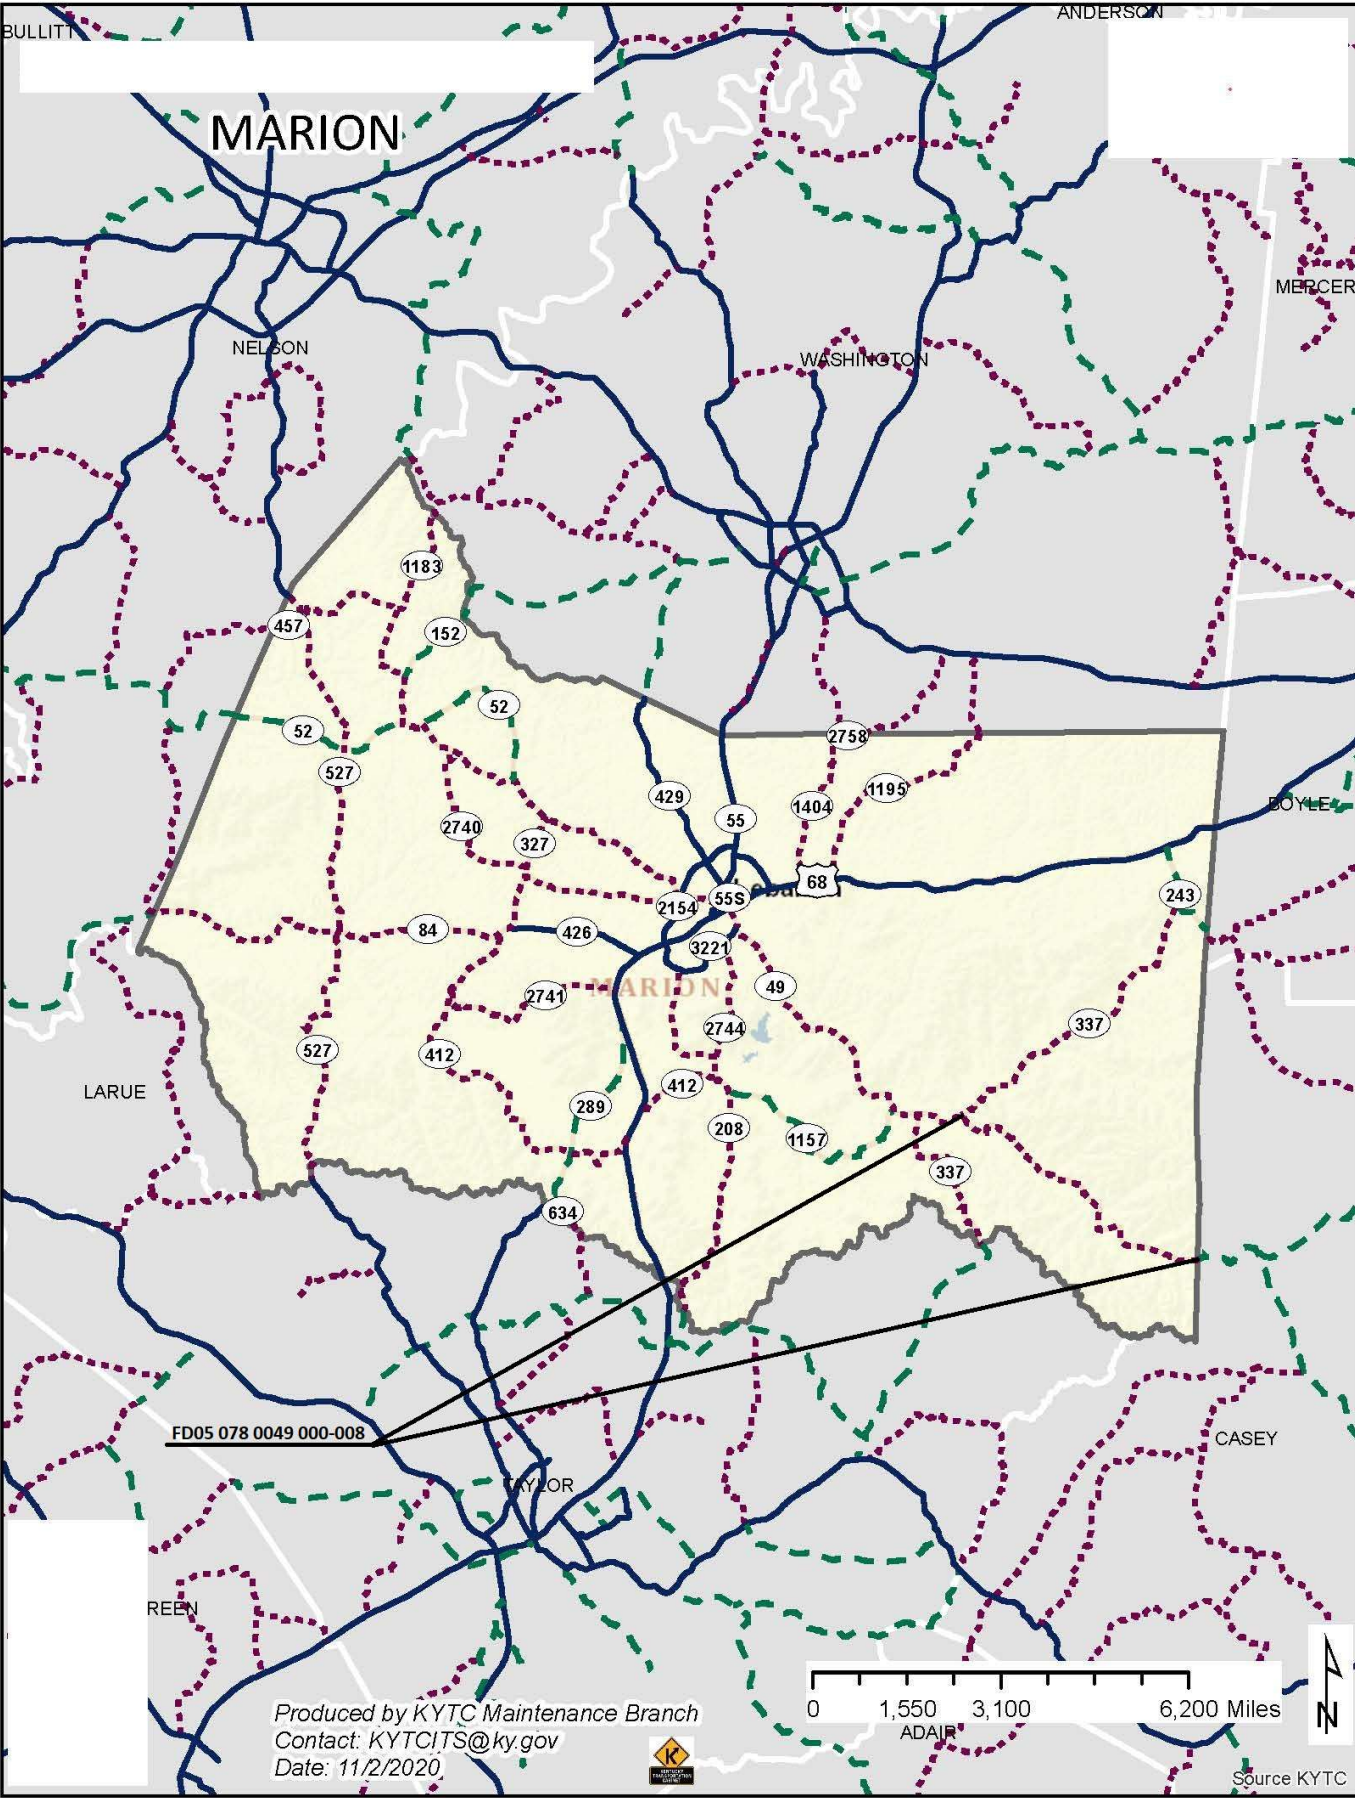 BULLITT
ANDERSON
MARION
MERCER
NELSON
WASHINGTON
1183
457
152
52
52
2758
527
1195
429
1404
BOYLE
55
2740
327
68
243
55S
2154
84
426
3221
MARION
49
2741
337
2744
527
412
412
LARUE
289
208
1157
337
634
FD05 078 0049 000-008
CASEY
TAYLOR
REEN
0 1,550 3,100 6,200 Miles
ADAIR
N
Produced by KYTC Maintenance Branch
Contact: KYTCITS@ky.gov
Date: 11/2/2020
Source KYTC